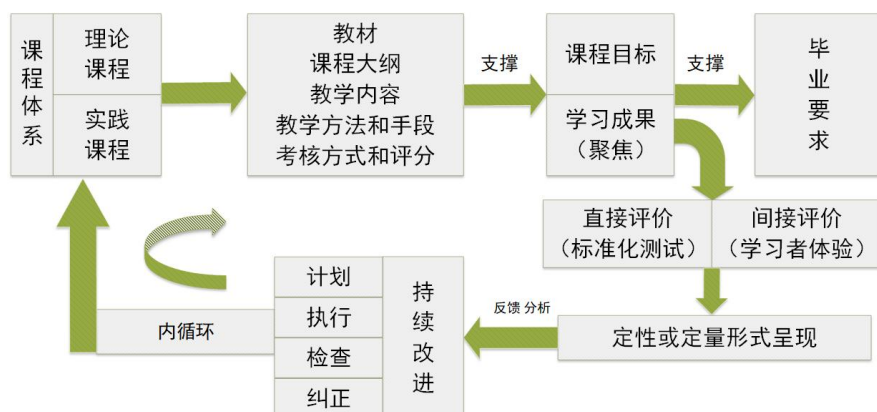 课程体系
理论
课程
实践
课程
教材
课程大纲
教学内容
教学方法和手段
考核方式和评分
支撑
课程目标
学习成果
（聚焦）
支撑
毕业要求
直接评价
（标准化测试）
间接评价
（学习者体验）
定性或定量形式呈现
反馈 分析
持续改进
计划
执行
检查
纠正
内循环